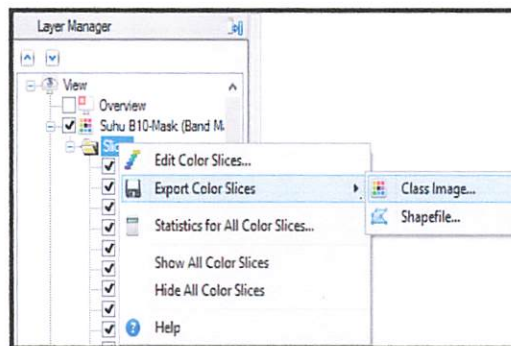 Layer Manager
View
Overview
Suhu B10-Mask (Band M
Edit Color Slices...
Export Color Slices
Class Image...
Shapefile...
Statistics for All Color Slices...
Show All Color Slices
Hide All Color Slices
Help